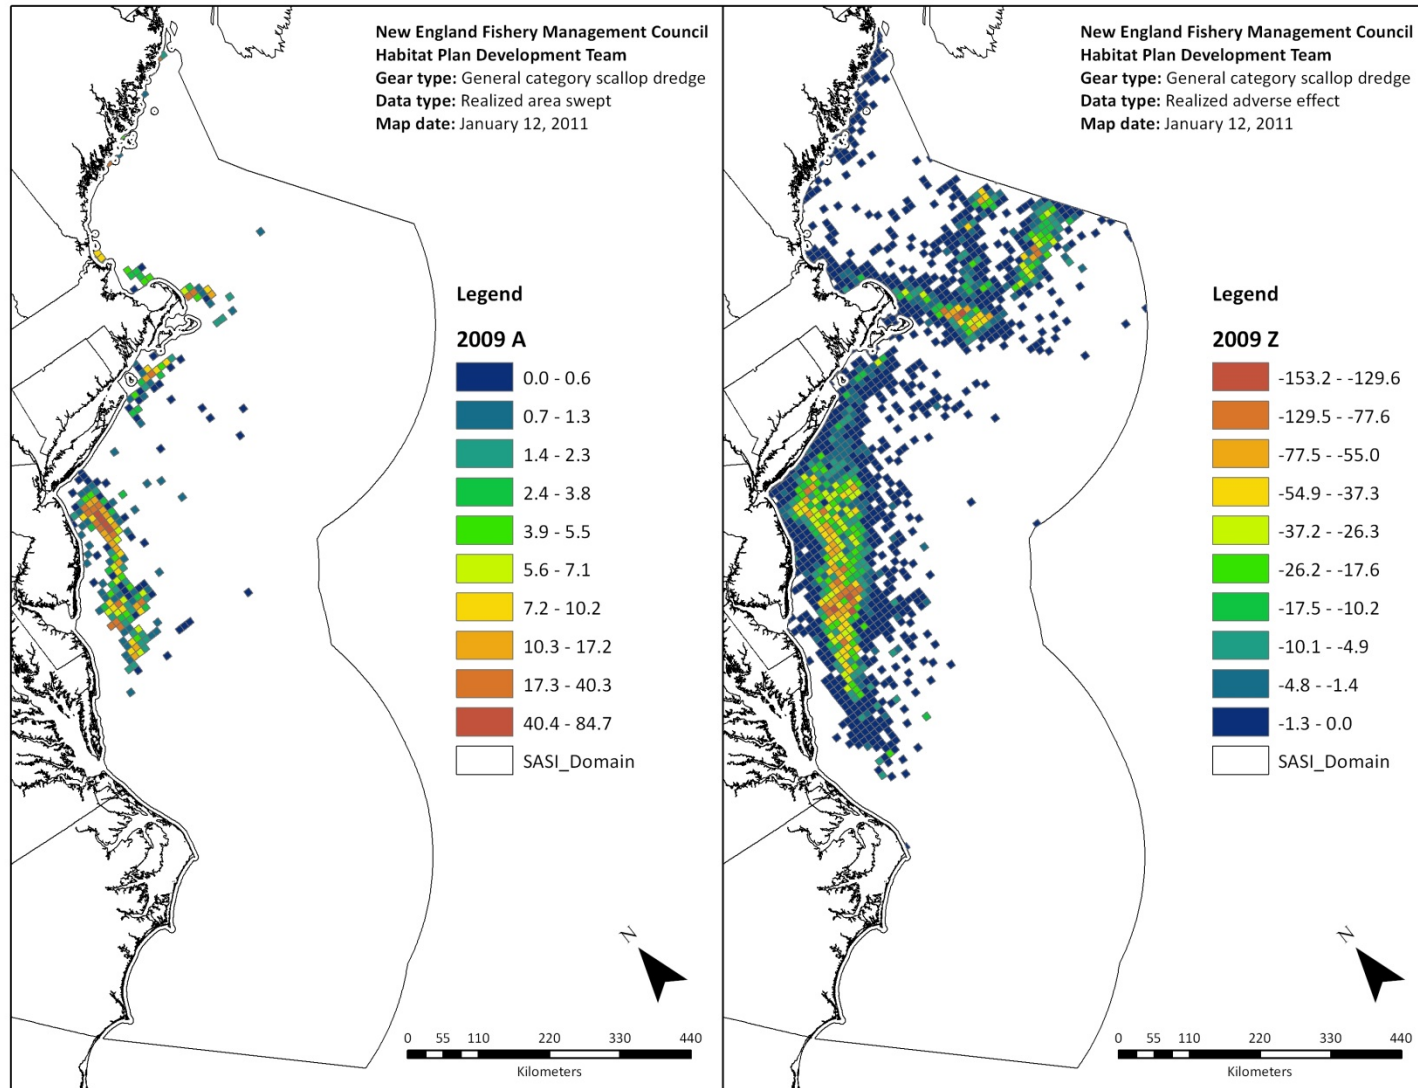 New England Fishery Management Council
Habitat Plan Development Team
Gear type: General category scallop dredge
Data type: Realized area swept
Map date: January 12, 2011
Legend
2009 A
0.0 - 0.6
0.7 - 1.3
1.4 - 2.3
2.4 - 3.8
3.9 - 5.5
5.6 - 7.1
7.2 - 10.2
10.3 - 17.2
17.3 - 40.3
40.4 - 84.7
SASI_Domain
N
0 55 110 220 330 440
Kilometers
New England Fishery Management Council
Habitat Plan Development Team
Gear type: General category scallop dredge
Data type: Realized adverse effect
Map date: January 12, 2011
Legend
2009 Z
-153.2 - -129.6
-129.5 - -77.6
-77.5 - -55.0
-54.9 - -37.3
-37.2 - -26.3
-26.2 - -17.6
-17.5 - -10.2
-10.1 - -4.9
-4.8 - -1.4
-1.3 - 0.0
SASI_Domain
N
0 55 110 220 330 440
Kilometers